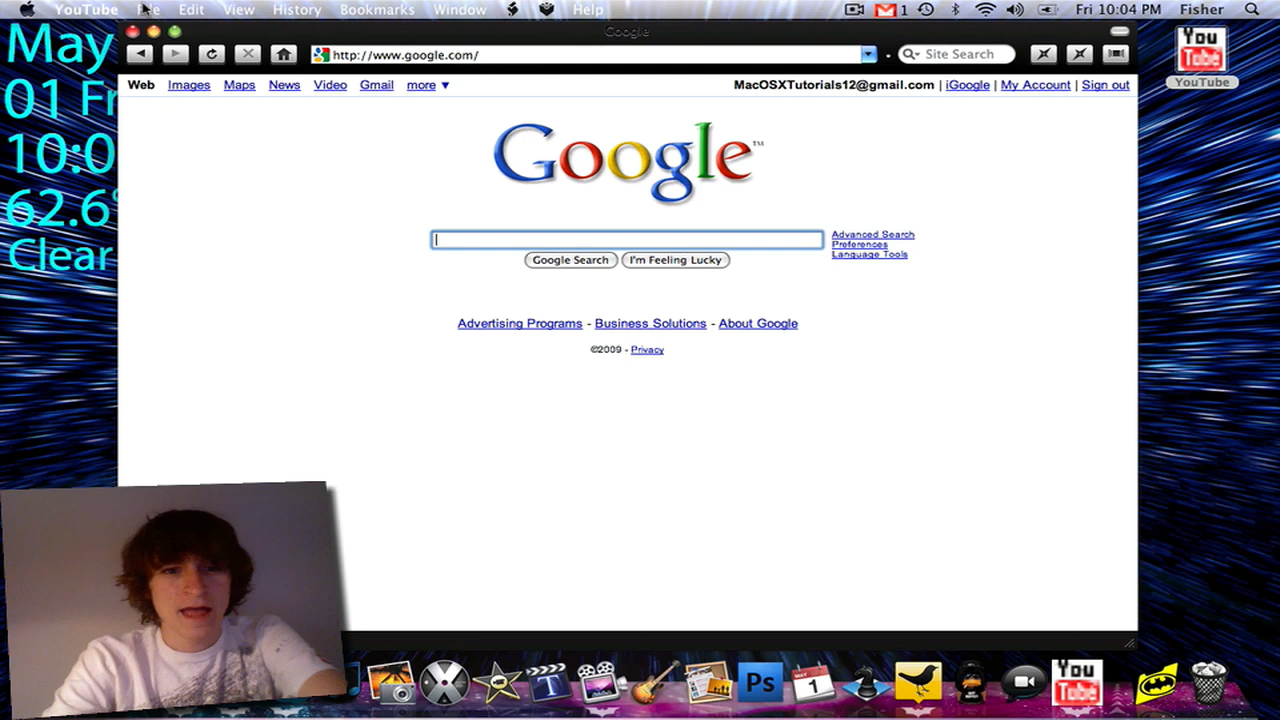 YouTube File Edit View History Bookmarks Window Help
1 Fri 10:04 PM Fisher
Google
http://www.google.com/
Site Search
Web Images Maps News Video Gmail more ▼
MacOSXTutorials12@gmail.com | iGoogle | My Account | Sign out
Google™
Advanced Search
Preferences
Language Tools
Google Search
I'm Feeling Lucky
Advertising Programs - Business Solutions - About Google
©2009 - Privacy
May
01 Fr
10:0
62.6°
Clear
You
Tube
YouTube
T
Ps
MAY
1
You
Tube